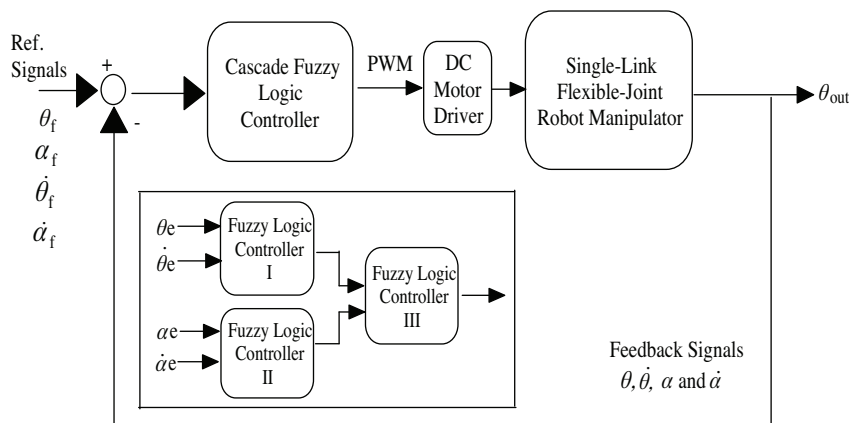 Ref.
Signals
+
-
θf
αf
θ̇f
α̇f
Cascade Fuzzy
Logic
Controller
PWM
DC
Motor
Driver
Single-Link
Flexible-Joint
Robot Manipulator
θout
θe
θ̇e
Fuzzy Logic
Controller
I
αe
α̇e
Fuzzy Logic
Controller
II
Fuzzy Logic
Controller
III
Feedback Signals
θ, θ̇, α and α̇